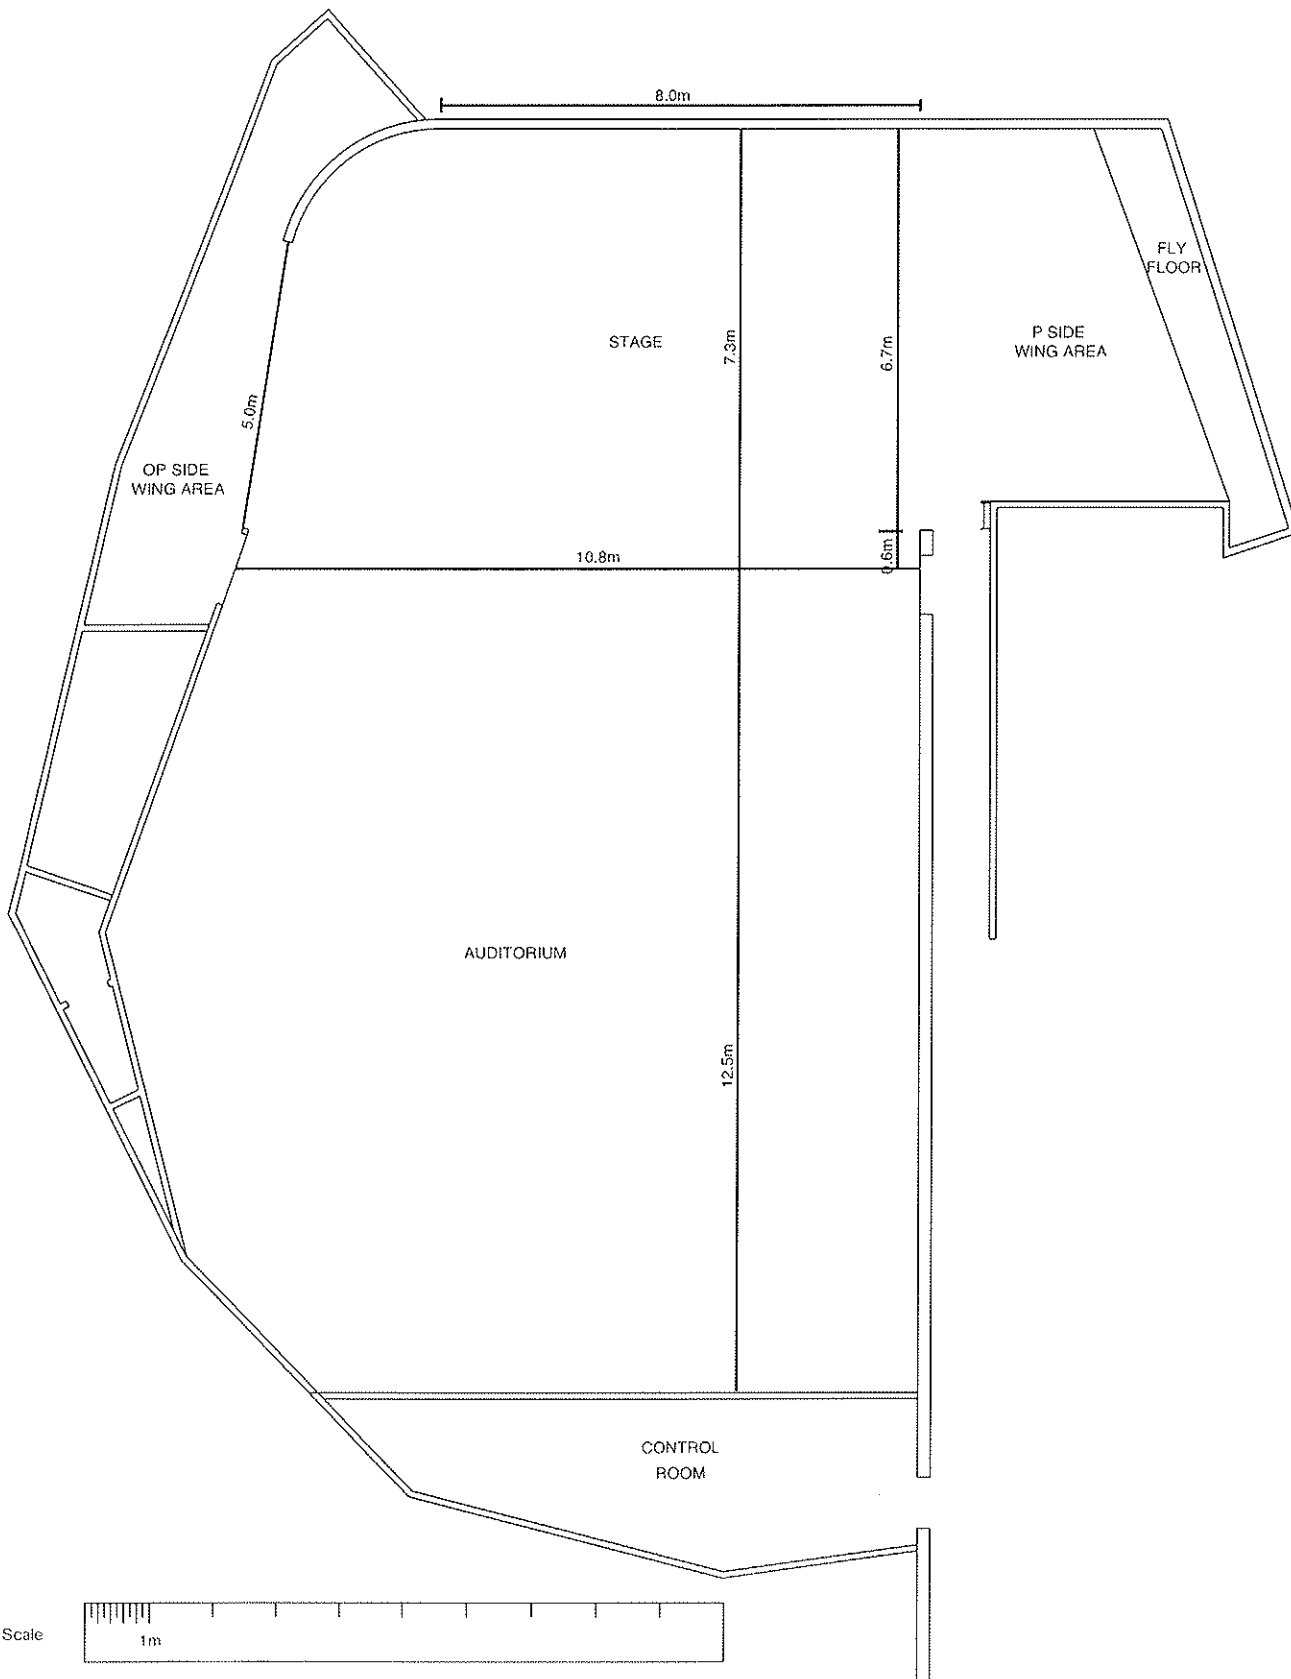 8.0m
FLY
FLOOR
STAGE
7.3m
6.7m
P SIDE
WING AREA
5.0m
OP SIDE
WING AREA
10.8m
0.6m
AUDITORIUM
12.5m
CONTROL
ROOM
Scale
1m